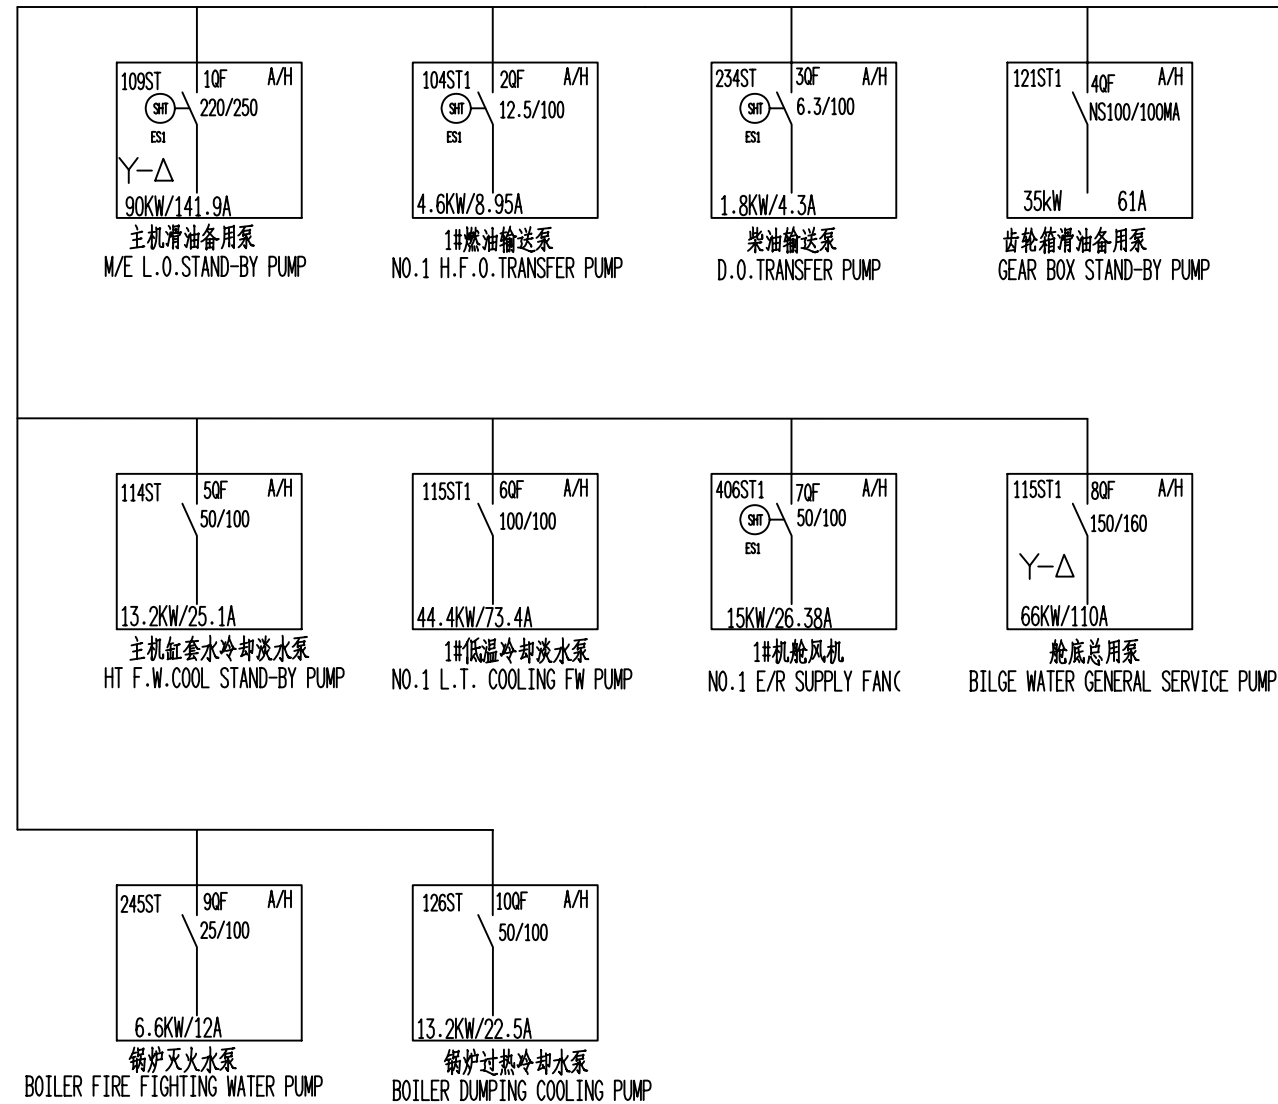 109ST 1QF A/H
SHT 220/250
ES1
Y-Δ
90KW/141.9A
主机滑油备用泵
M/E L.O.STAND-BY PUMP
104ST1 2QF A/H
SHT 12.5/100
ES1
4.6KW/8.95A
1#燃油输送泵
NO.1 H.F.O.TRANSFER PUMP
234ST 3QF A/H
SHT 6.3/100
ES1
1.8KW/4.3A
柴油输送泵
D.O.TRANSFER PUMP
121ST1 4QF A/H
NS100/100MA
35kW 61A
齿轮箱滑油备用泵
GEAR BOX STAND-BY PUMP
114ST 5QF A/H
50/100
13.2KW/25.1A
主机缸套水冷却淡水泵
HT F.W.COOL STAND-BY PUMP
115ST1 6QF A/H
100/100
44.4KW/73.4A
1#低温冷却淡水泵
NO.1 L.T. COOLING FW PUMP
406ST1 7QF A/H
SHT 50/100
ES1
15KW/26.38A
1#机舱风机
NO.1 E/R SUPPLY FAN(
115ST1 8QF A/H
150/160
Y-Δ
66KW/110A
舱底总用泵
BILGE WATER GENERAL SERVICE PUMP
245ST 9QF A/H
25/100
6.6KW/12A
锅炉灭火水泵
BOILER FIRE FIGHTING WATER PUMP
126ST 10QF A/H
50/100
13.2KW/22.5A
锅炉过热冷却水泵
BOILER DUMPING COOLING PUMP